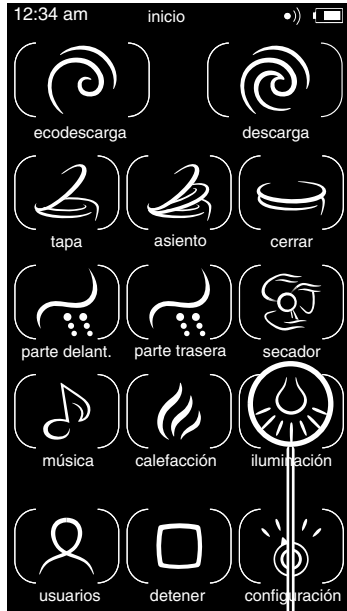 12:34 am inicio
ecodescarga descarga
tapa asiento cerrar
parte delant. parte trasera secador
música calefacción iluminación
usuarios detener configuración